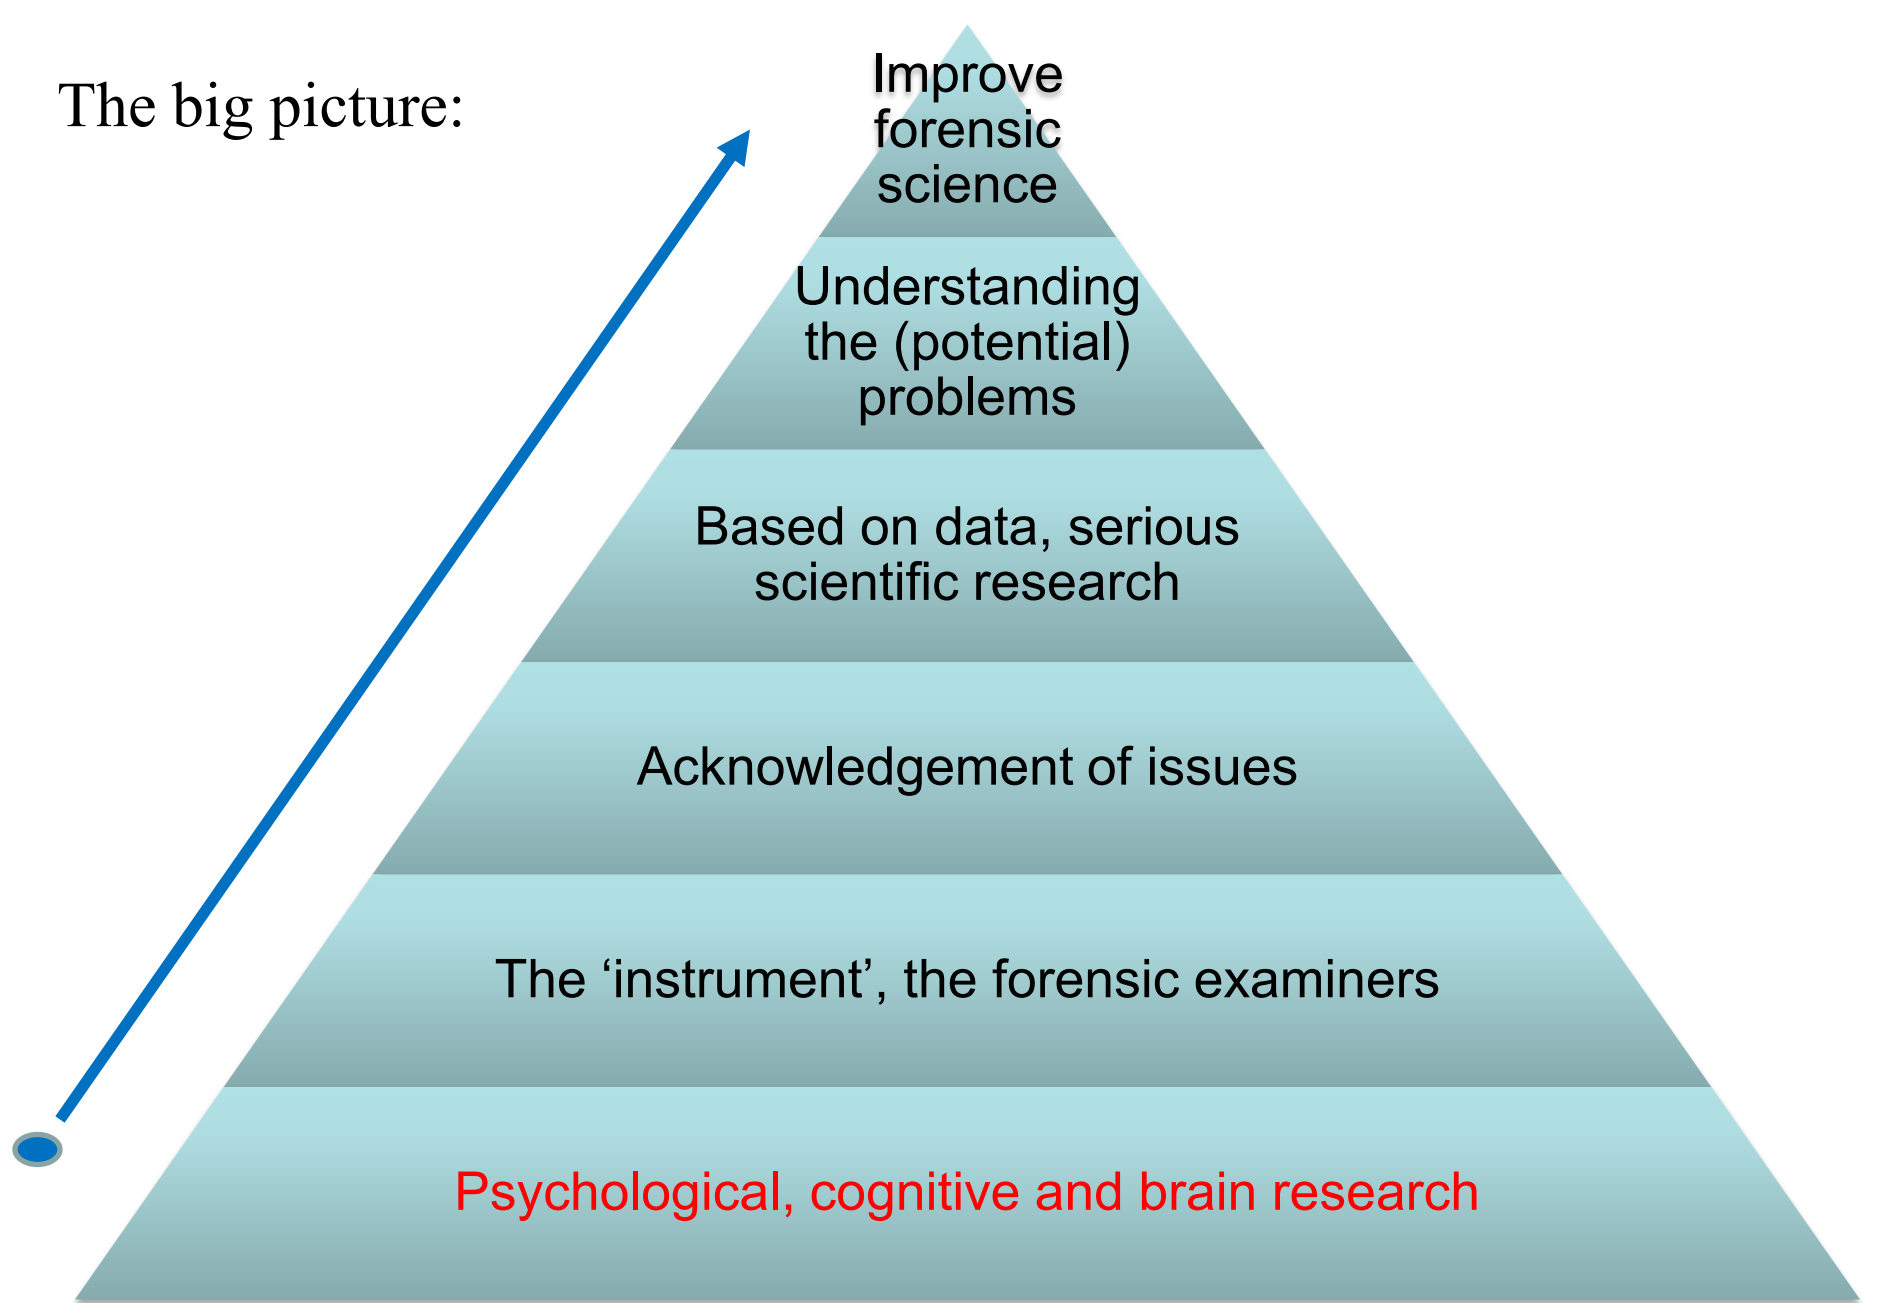 The big picture:
Improve
forensic
science
Understanding
the (potential)
problems
Based on data, serious
scientific research
Acknowledgement of issues
The ‘instrument’, the forensic examiners
Psychological, cognitive and brain research